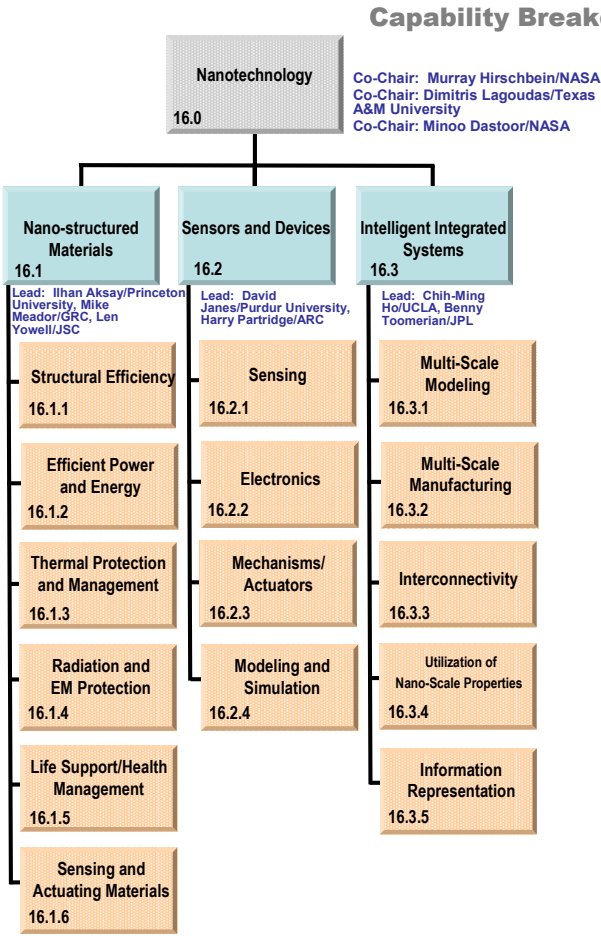 Capability Breako
Nanotechnology
16.0
Co-Chair: Murray Hirschbein/NASA
Co-Chair: Dimitris Lagoudas/Texas
A&M University
Co-Chair: Minoo Dastoor/NASA
Nano-structured
Materials
16.1
Lead: Ilhan Aksay/Princeton
University, Mike
Meador/GRC, Len
Yowell/JSC
Structural Efficiency
16.1.1
Efficient Power
and Energy
16.1.2
Thermal Protection
and Management
16.1.3
Radiation and
EM Protection
16.1.4
Life Support/Health
Management
16.1.5
Sensing and
Actuating Materials
16.1.6
Sensors and Devices
16.2
Lead: David
Janes/Purdur University,
Harry Partridge/ARC
Sensing
16.2.1
Electronics
16.2.2
Mechanisms/
Actuators
16.2.3
Modeling and
Simulation
16.2.4
Intelligent Integrated
Systems
16.3
Lead: Chih-Ming
Ho/UCLA, Benny
Toomerian/JPL
Multi-Scale
Modeling
16.3.1
Multi-Scale
Manufacturing
16.3.2
Interconnectivity
16.3.3
Utilization of
Nano-Scale Properties
16.3.4
Information
Representation
16.3.5